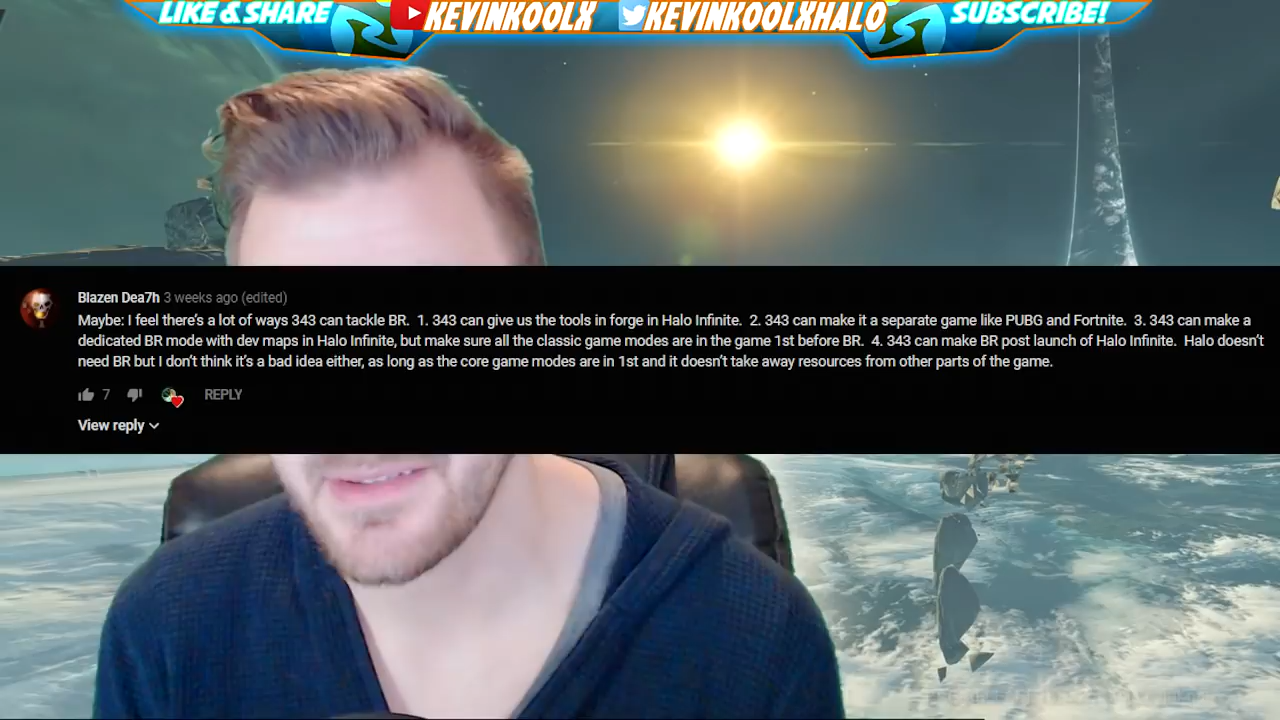 LIKE & SHARE KEVINKOOLX KEVINKOOLXHALO SUBSCRIBE!
Blazen Dea7h 3 weeks ago (edited)
Maybe: I feel there's a lot of ways 343 can tackle BR.  1. 343 can give us the tools in forge in Halo Infinite.  2. 343 can make it a separate game like PUBG and Fortnite.  3. 343 can make a
dedicated BR mode with dev maps in Halo Infinite, but make sure all the classic game modes are in the game 1st before BR.  4. 343 can make BR post launch of Halo Infinite.  Halo doesn't
need BR but I don't think it's a bad idea either, as long as the core game modes are in 1st and it doesn't take away resources from other parts of the game.
7 REPLY
View reply